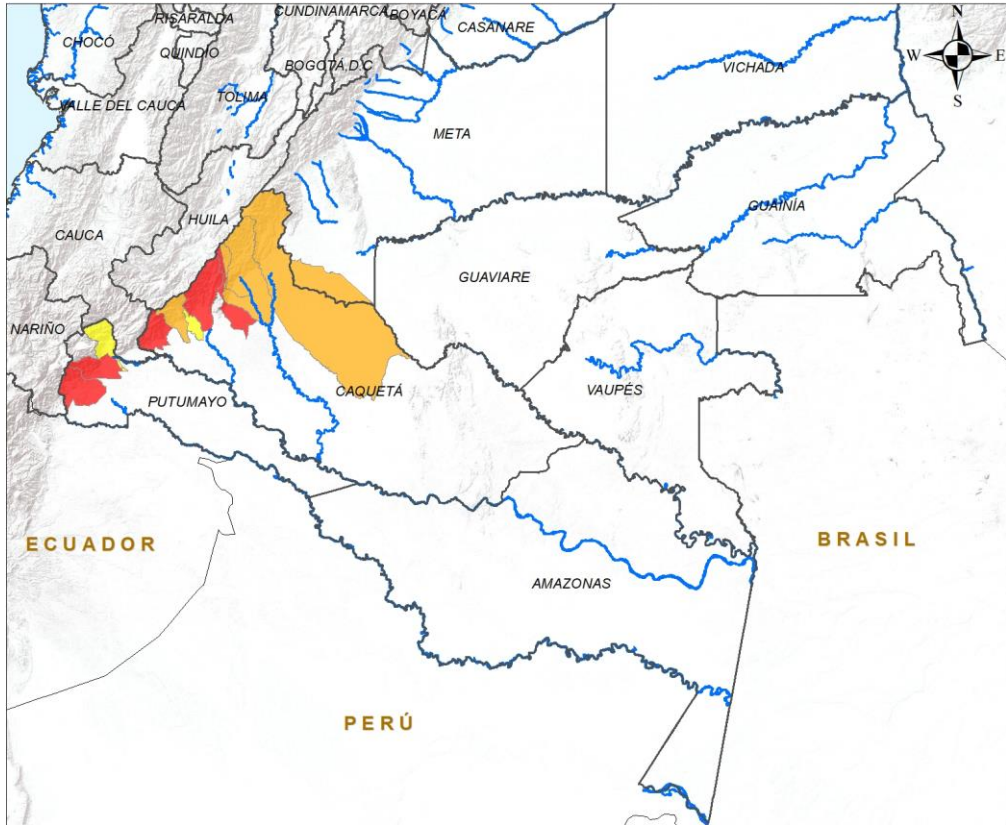 RISARALDA
CUNDINAMARCA
BOYACÁ
CASANARE
N
CHOCÓ
QUINDÍO
BOGOTÁ D.C
W
E
VICHADA
S
VALLE DEL CAUCA
TOLIMA
META
HUILA
GUAINÍA
CAUCA
GUAVIARE
NARIÑO
CAQUETÁ
VAUPÉS
PUTUMAYO
ECUADOR
BRASIL
AMAZONAS
PERÚ